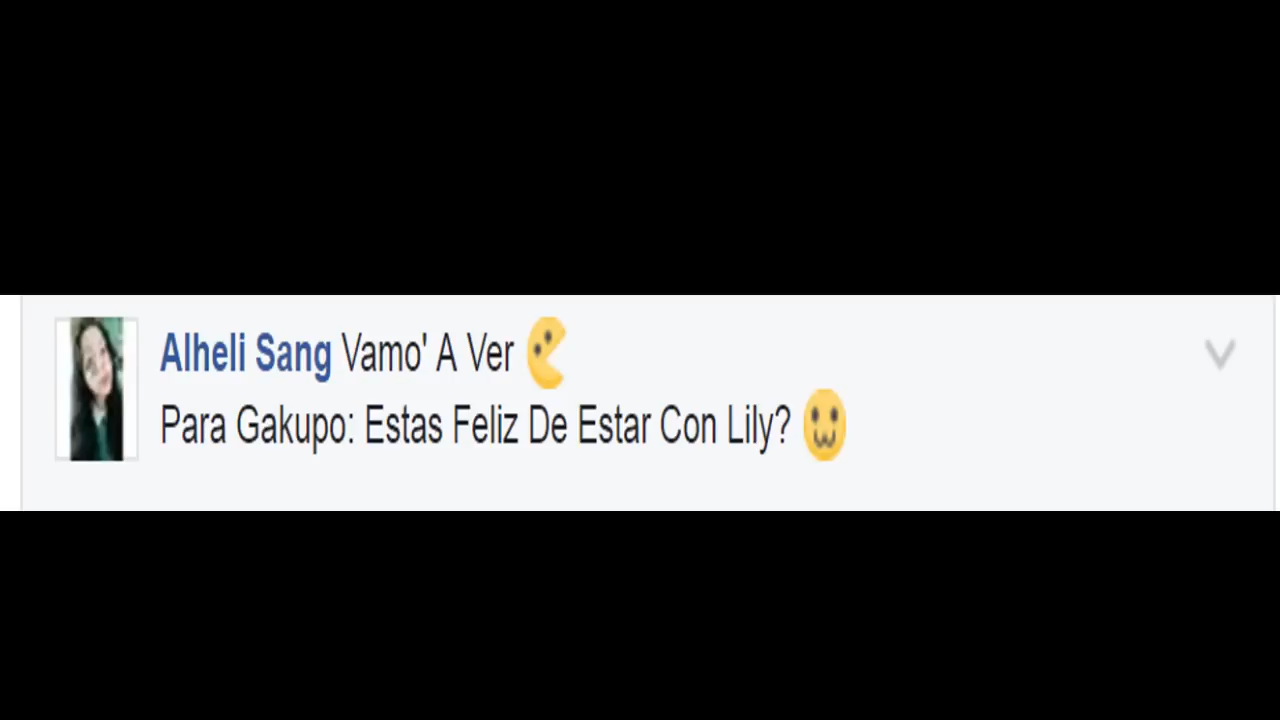 Alheli Sang Vamo' A Ver
Para Gakupo: Estas Feliz De Estar Con Lily?